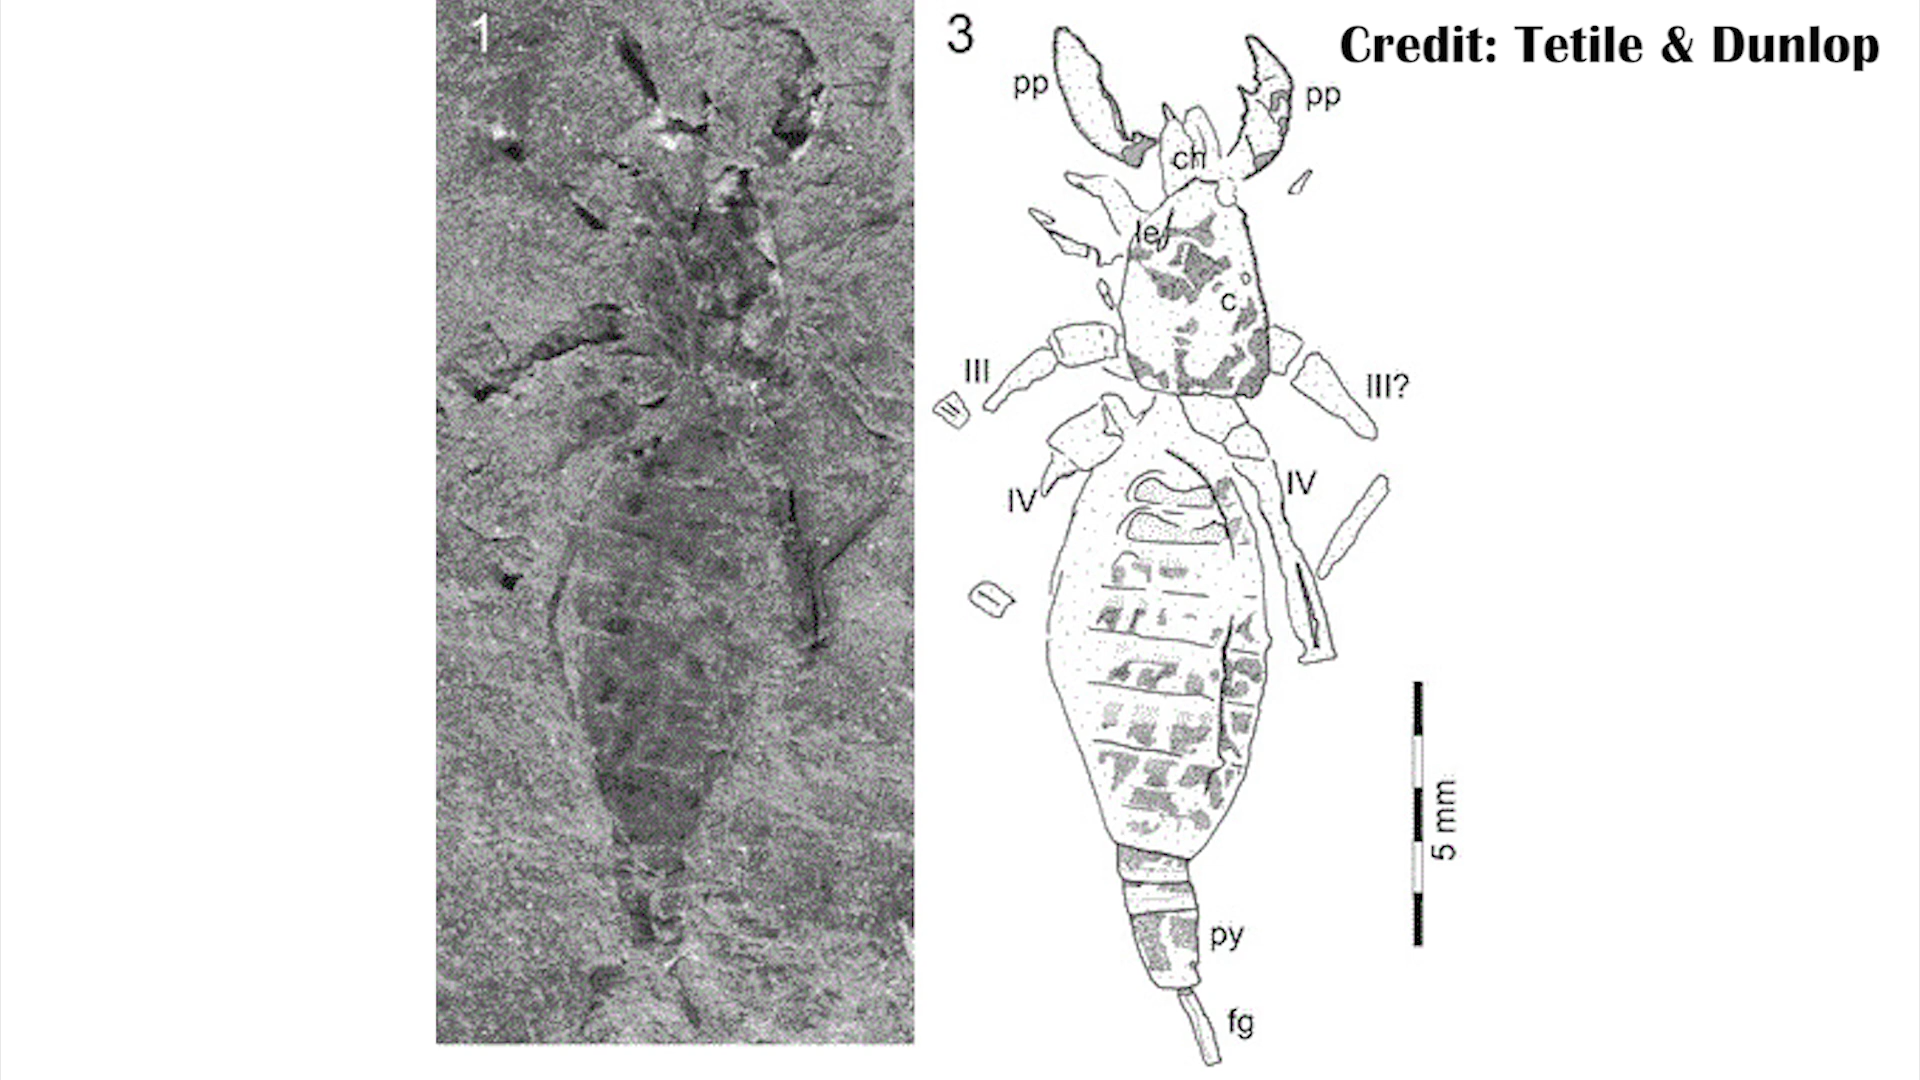 1
3
Credit: Tetile & Dunlop
pp
pp
ch
le
c
III
III?
IV
IV
5 mm
py
fg